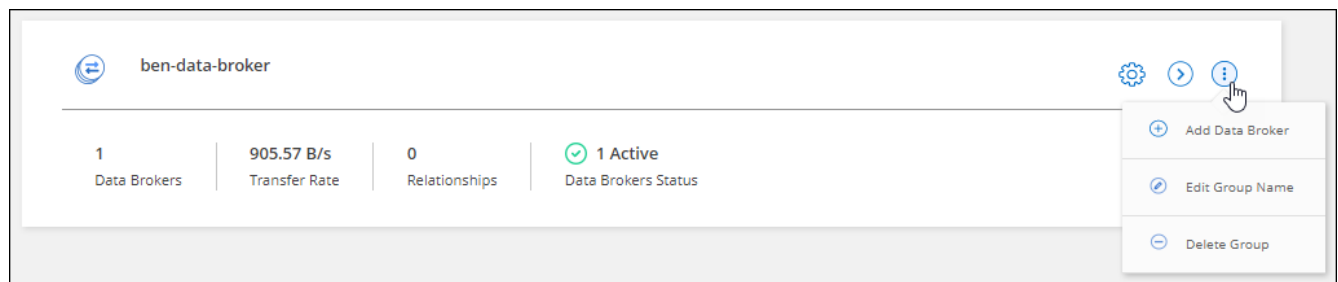 ben-data-broker
1
905.57 B/s
0
1 Active
Data Brokers
Transfer Rate
Relationships
Data Brokers Status
Add Data Broker
Edit Group Name
Delete Group